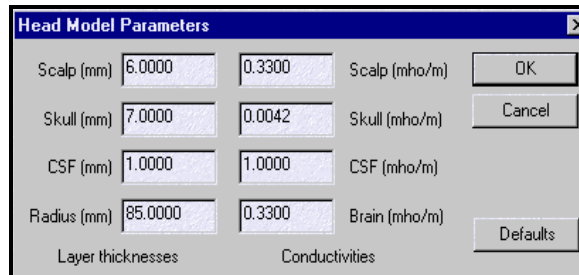 Head Model Parameters
Scalp (mm) 6.0000 0.3300 Scalp (mho/m) OK
Skull (mm) 7.0000 0.0042 Skull (mho/m) Cancel
CSF (mm) 1.0000 1.0000 CSF (mho/m)
Radius (mm) 85.0000 0.3300 Brain (mho/m) Defaults
Layer thicknesses Conductivities